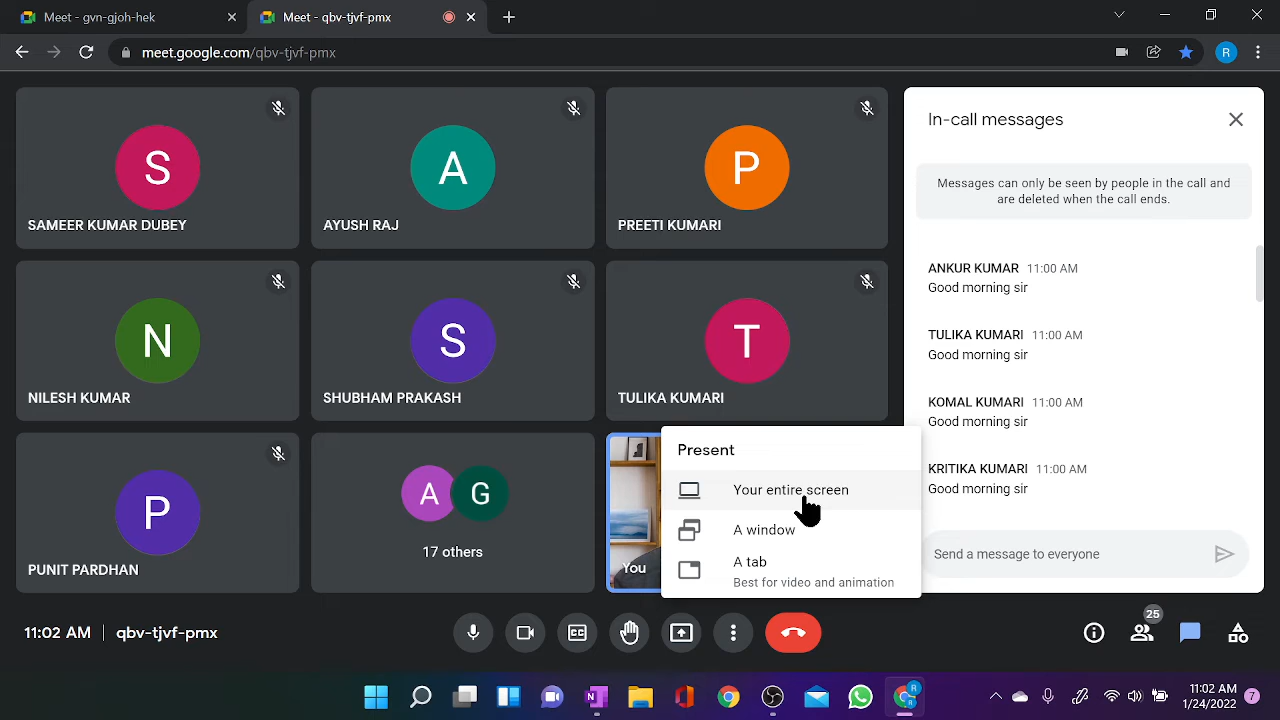 Meet - gvn-gjoh-hek
Meet - qbv-tjvf-pmx
meet.google.com/qbv-tjvf-pmx
R
S
SAMEER KUMAR DUBEY
A
AYUSH RAJ
P
PREETI KUMARI
N
NILESH KUMAR
S
SHUBHAM PRAKASH
T
TULIKA KUMARI
P
PUNIT PARDHAN
A G
17 others
You
Present
Your entire screen
A window
A tab
Best for video and animation
In-call messages
Messages can only be seen by people in the call and
are deleted when the call ends.
ANKUR KUMAR 11:00 AM
Good morning sir
TULIKA KUMARI 11:00 AM
Good morning sir
KOMAL KUMARI 11:00 AM
Good morning sir
KRITIKA KUMARI 11:00 AM
Good morning sir
Send a message to everyone
11:02 AM | qbv-tjvf-pmx
CC
25
R
11:02 AM
1/24/2022
7